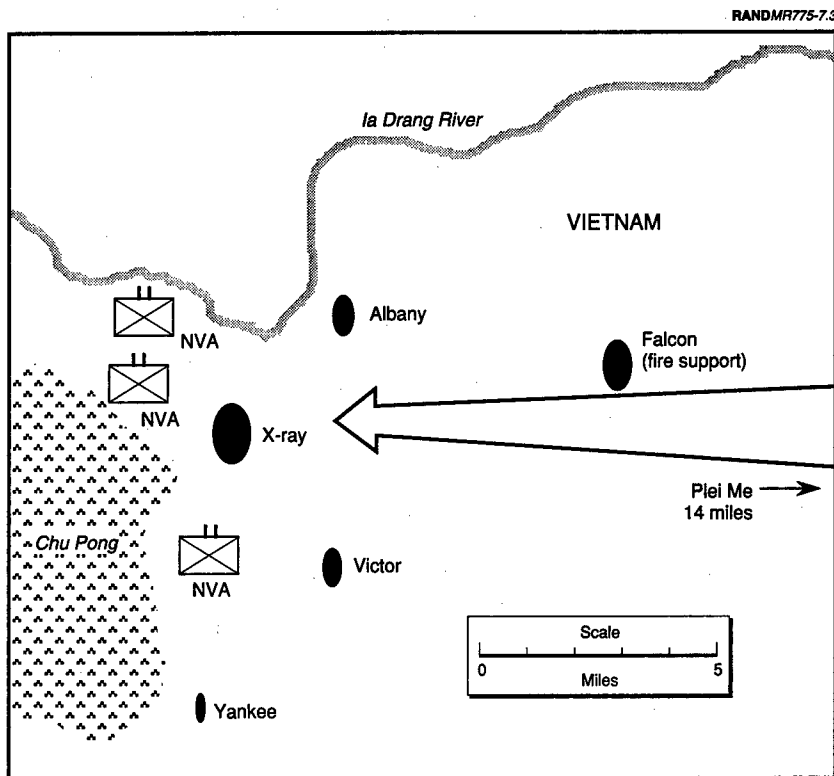 RANDMR775-7.3
Ia Drang River
VIETNAM
Albany
NVA
Falcon
(fire support)
NVA
X-ray
Plei Me
14 miles
Chu Pong
NVA
Victor
Scale
0
5
Miles
Yankee